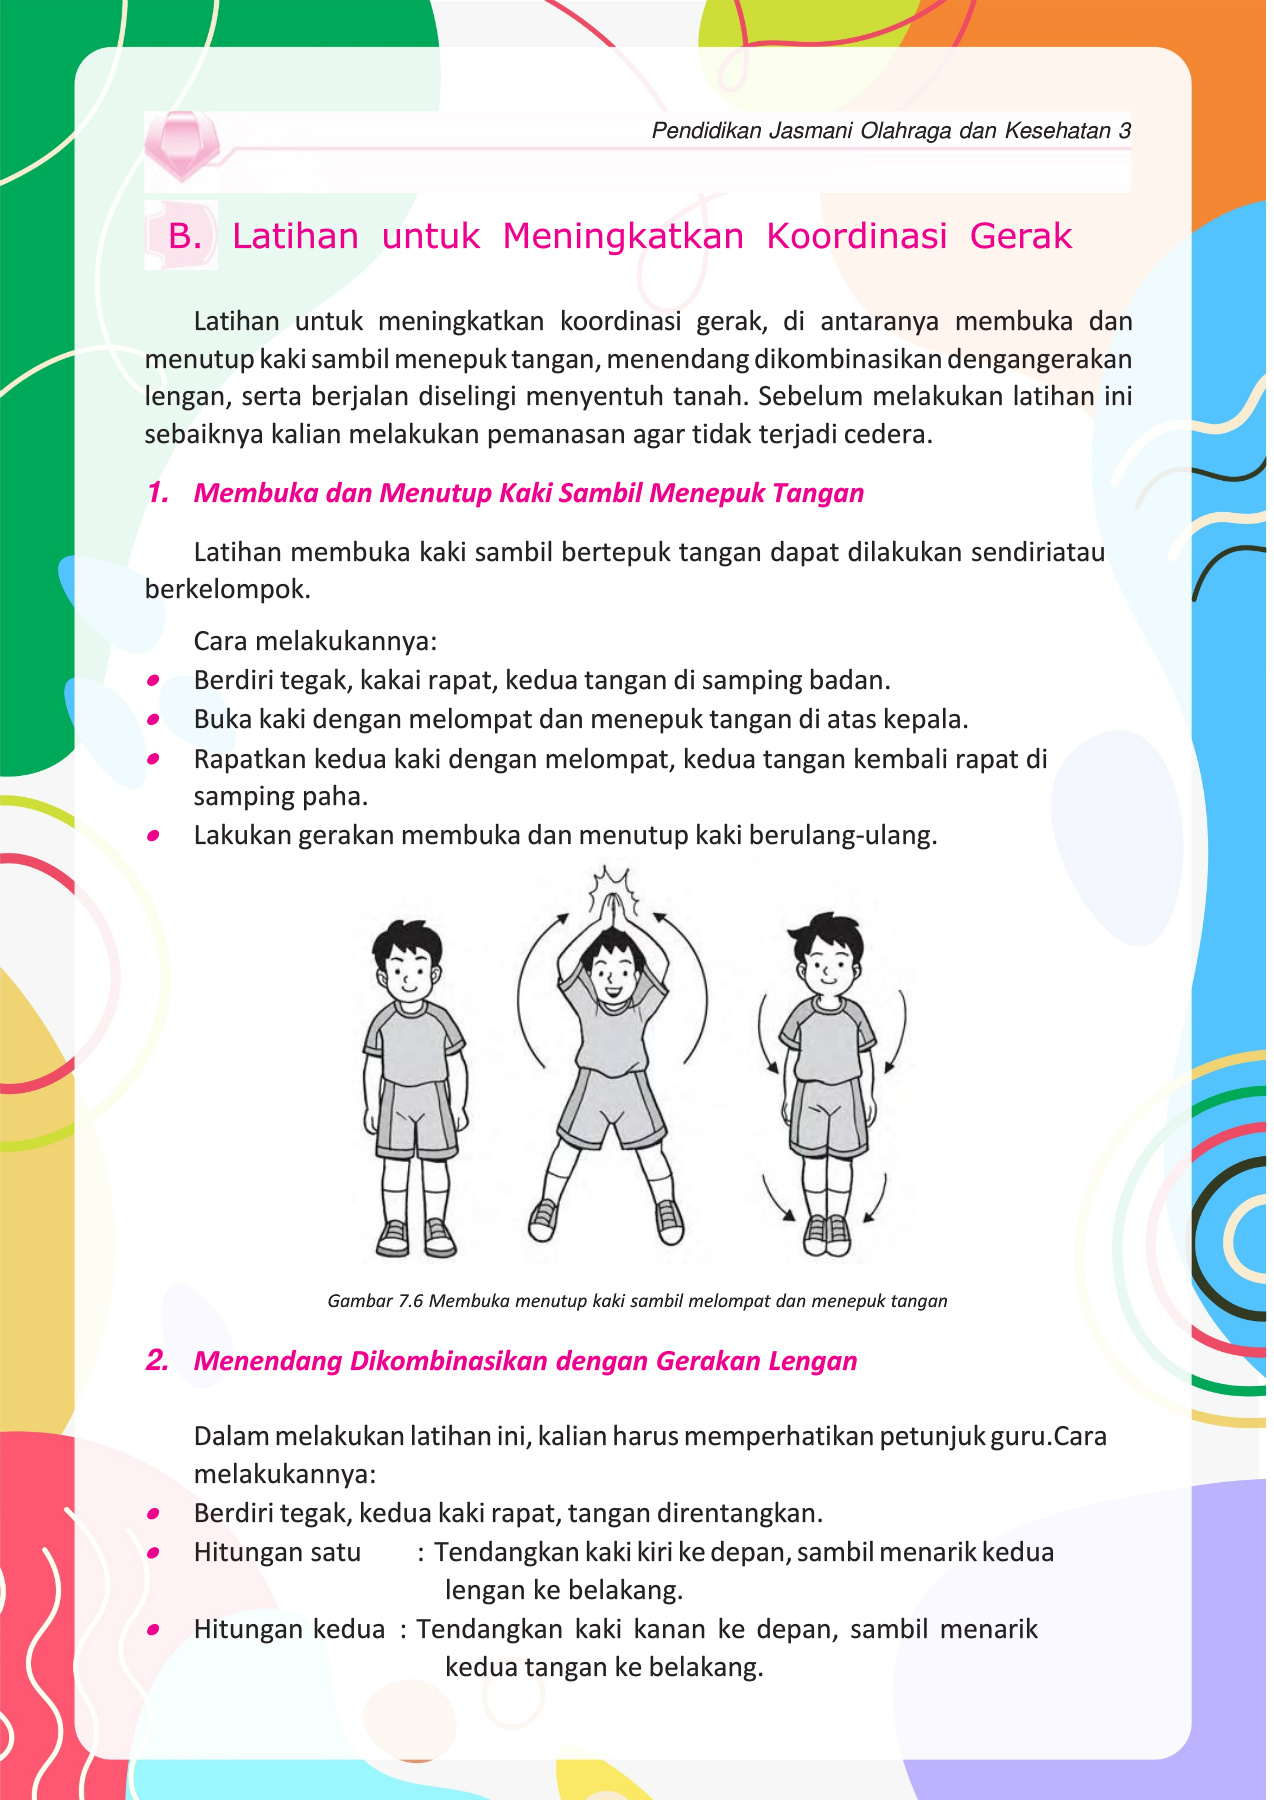 Pendidikan Jasmani Olahraga dan Kesehatan 3
B. Latihan untuk Meningkatkan Koordinasi Gerak
Latihan untuk meningkatkan koordinasi gerak, di antaranya membuka dan
menutup kaki sambil menepuk tangan, menendang dikombinasikan dengangerakan
lengan, serta berjalan diselingi menyentuh tanah. Sebelum melakukan latihan ini
sebaiknya kalian melakukan pemanasan agar tidak terjadi cedera.
1. Membuka dan Menutup Kaki Sambil Menepuk Tangan
Latihan membuka kaki sambil bertepuk tangan dapat dilakukan sendiriatau
berkelompok.
Cara melakukannya:
• Berdiri tegak, kakai rapat, kedua tangan di samping badan.
• Buka kaki dengan melompat dan menepuk tangan di atas kepala.
• Rapatkan kedua kaki dengan melompat, kedua tangan kembali rapat di
samping paha.
• Lakukan gerakan membuka dan menutup kaki berulang-ulang.
Gambar 7.6 Membuka menutup kaki sambil melompat dan menepuk tangan
2. Menendang Dikombinasikan dengan Gerakan Lengan
Dalam melakukan latihan ini, kalian harus memperhatikan petunjuk guru.Cara
melakukannya:
• Berdiri tegak, kedua kaki rapat, tangan direntangkan.
• Hitungan satu : Tendangkan kaki kiri ke depan, sambil menarik kedua
lengan ke belakang.
• Hitungan kedua : Tendangkan kaki kanan ke depan, sambil menarik
kedua tangan ke belakang.